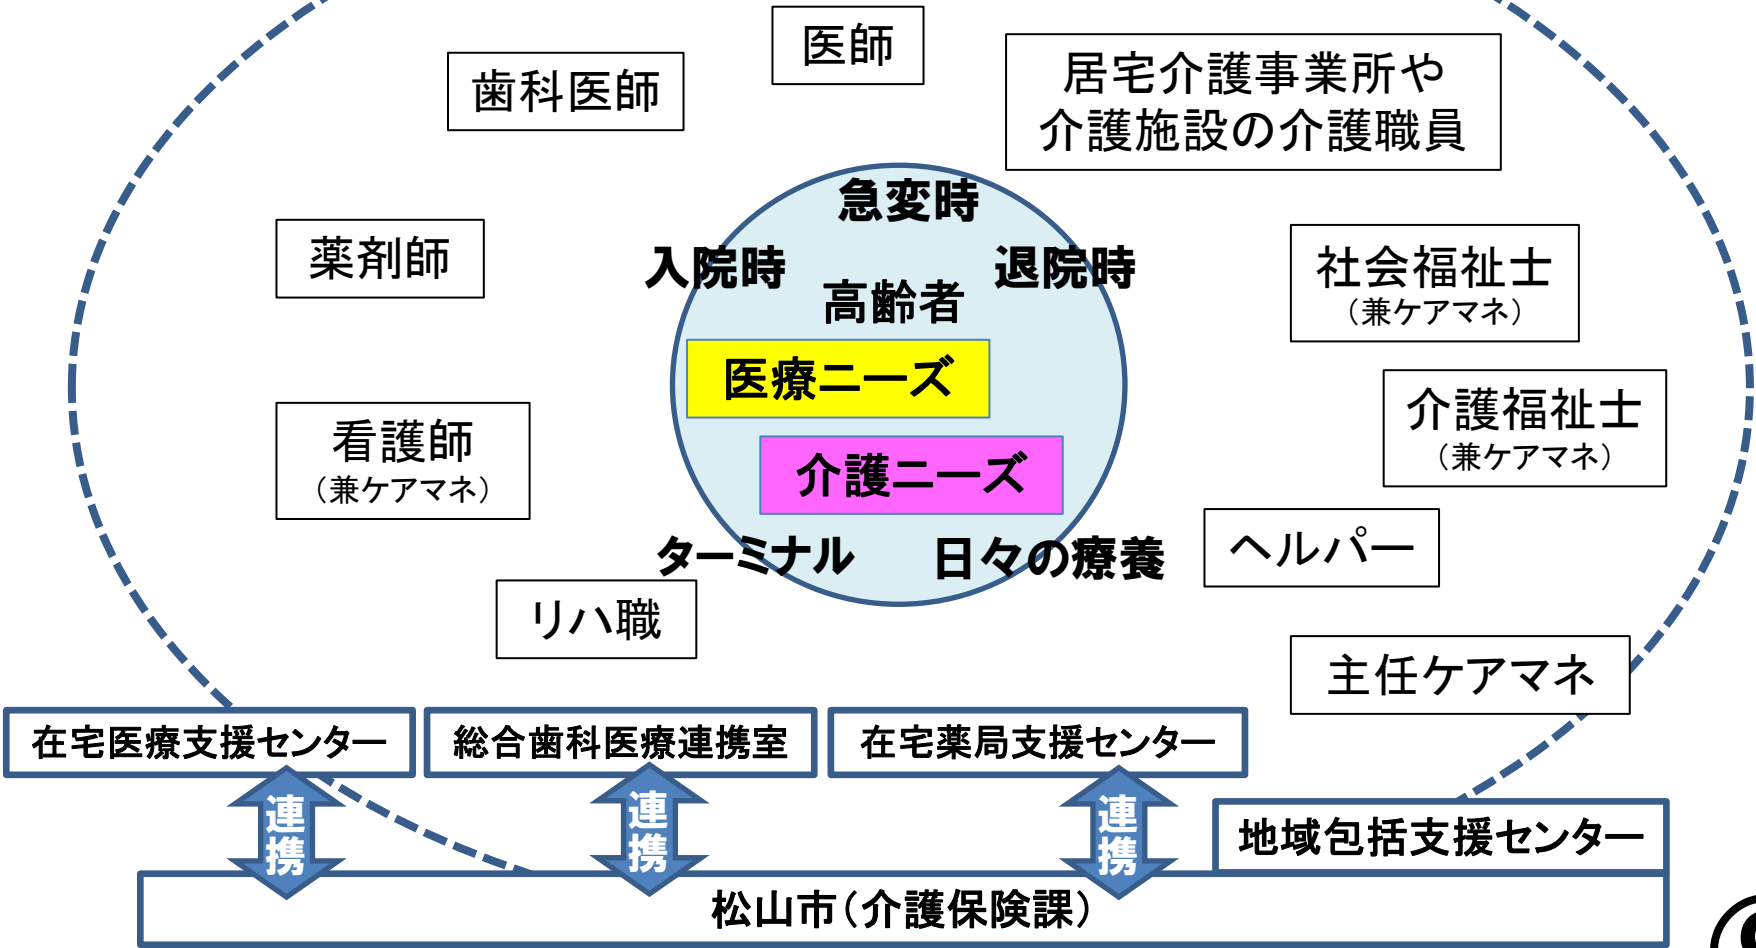 医師
歯科医師
居宅介護事業所や
介護施設の介護職員
急変時
入院時
退院時
薬剤師
高齢者
社会福祉士
（兼ケアマネ）
医療ニーズ
看護師
（兼ケアマネ）
介護福祉士
（兼ケアマネ）
介護ニーズ
ターミナル
日々の療養
ヘルパー
リハ職
主任ケアマネ
在宅医療支援センター
総合歯科医療連携室
在宅薬局支援センター
連携
連携
連携
地域包括支援センター
松山市（介護保険課）